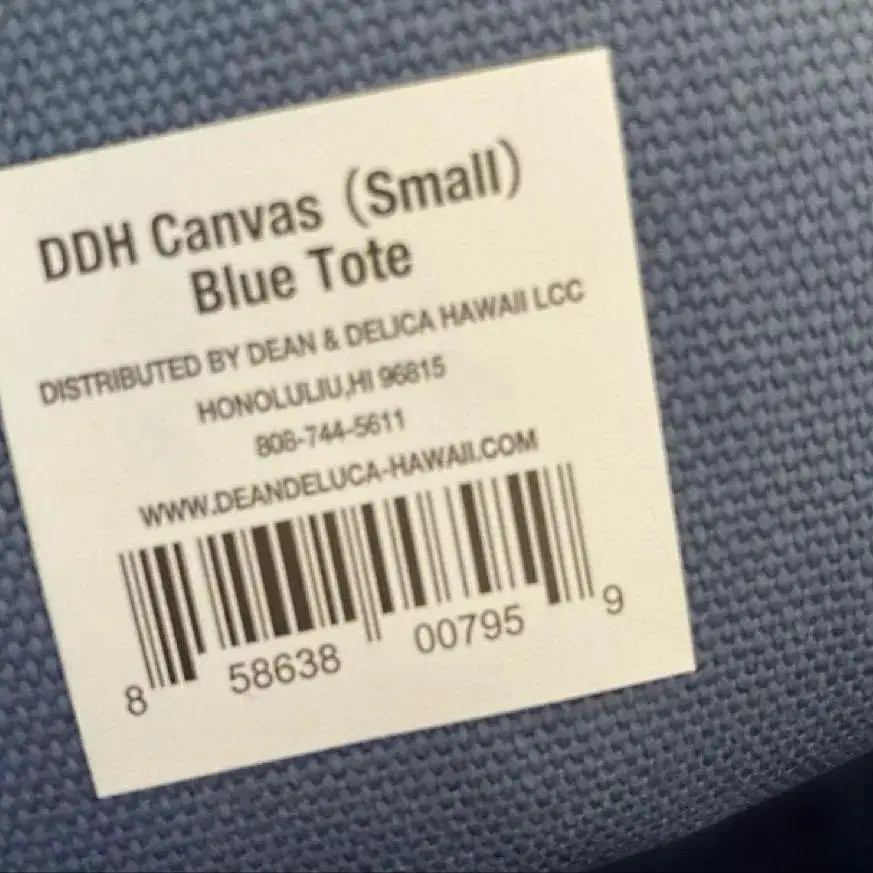 DDH Canvas (Small)
Blue Tote
DISTRIBUTED BY DEAN & DELICA HAWAII LCC
HONOLULIU,HI 96815
808-744-5611
WWW.DEANDELUCA-HAWAII.COM
8 58638 00795 9